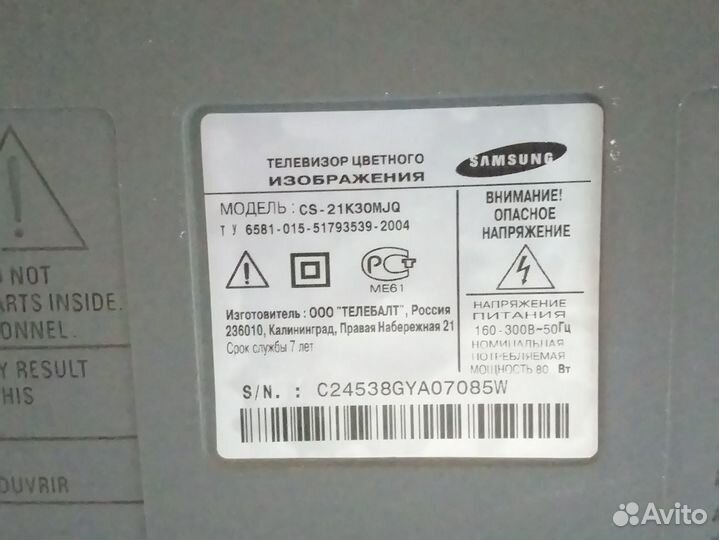 ТЕЛЕВИЗОР ЦВЕТНОГО
ИЗОБРАЖЕНИЯ
SAMSUNG
МОДЕЛЬ : CS-21K30MJQ
ТУ 6581-015-51793539-2004
МЕ61
Изготовитель : ООО "ТЕЛЕБАЛТ", Россия
236010, Калининград, Правая Набережная 21
Срок службы 7 лет
ВНИМАНИЕ!
ОПАСНОЕ
НАПРЯЖЕНИЕ
НАПРЯЖЕНИЕ
ПИТАНИЯ
160-300В~50Гц
НОМИНАЛЬНАЯ
ПОТРЕБЛЯЕМАЯ
МОЩНОСТЬ 80 Вт
S/N. : C24538GYA07085W
NOT
ARTS INSIDE.
ONNEL.
RESULT
HIS
OUVRIR
Avito